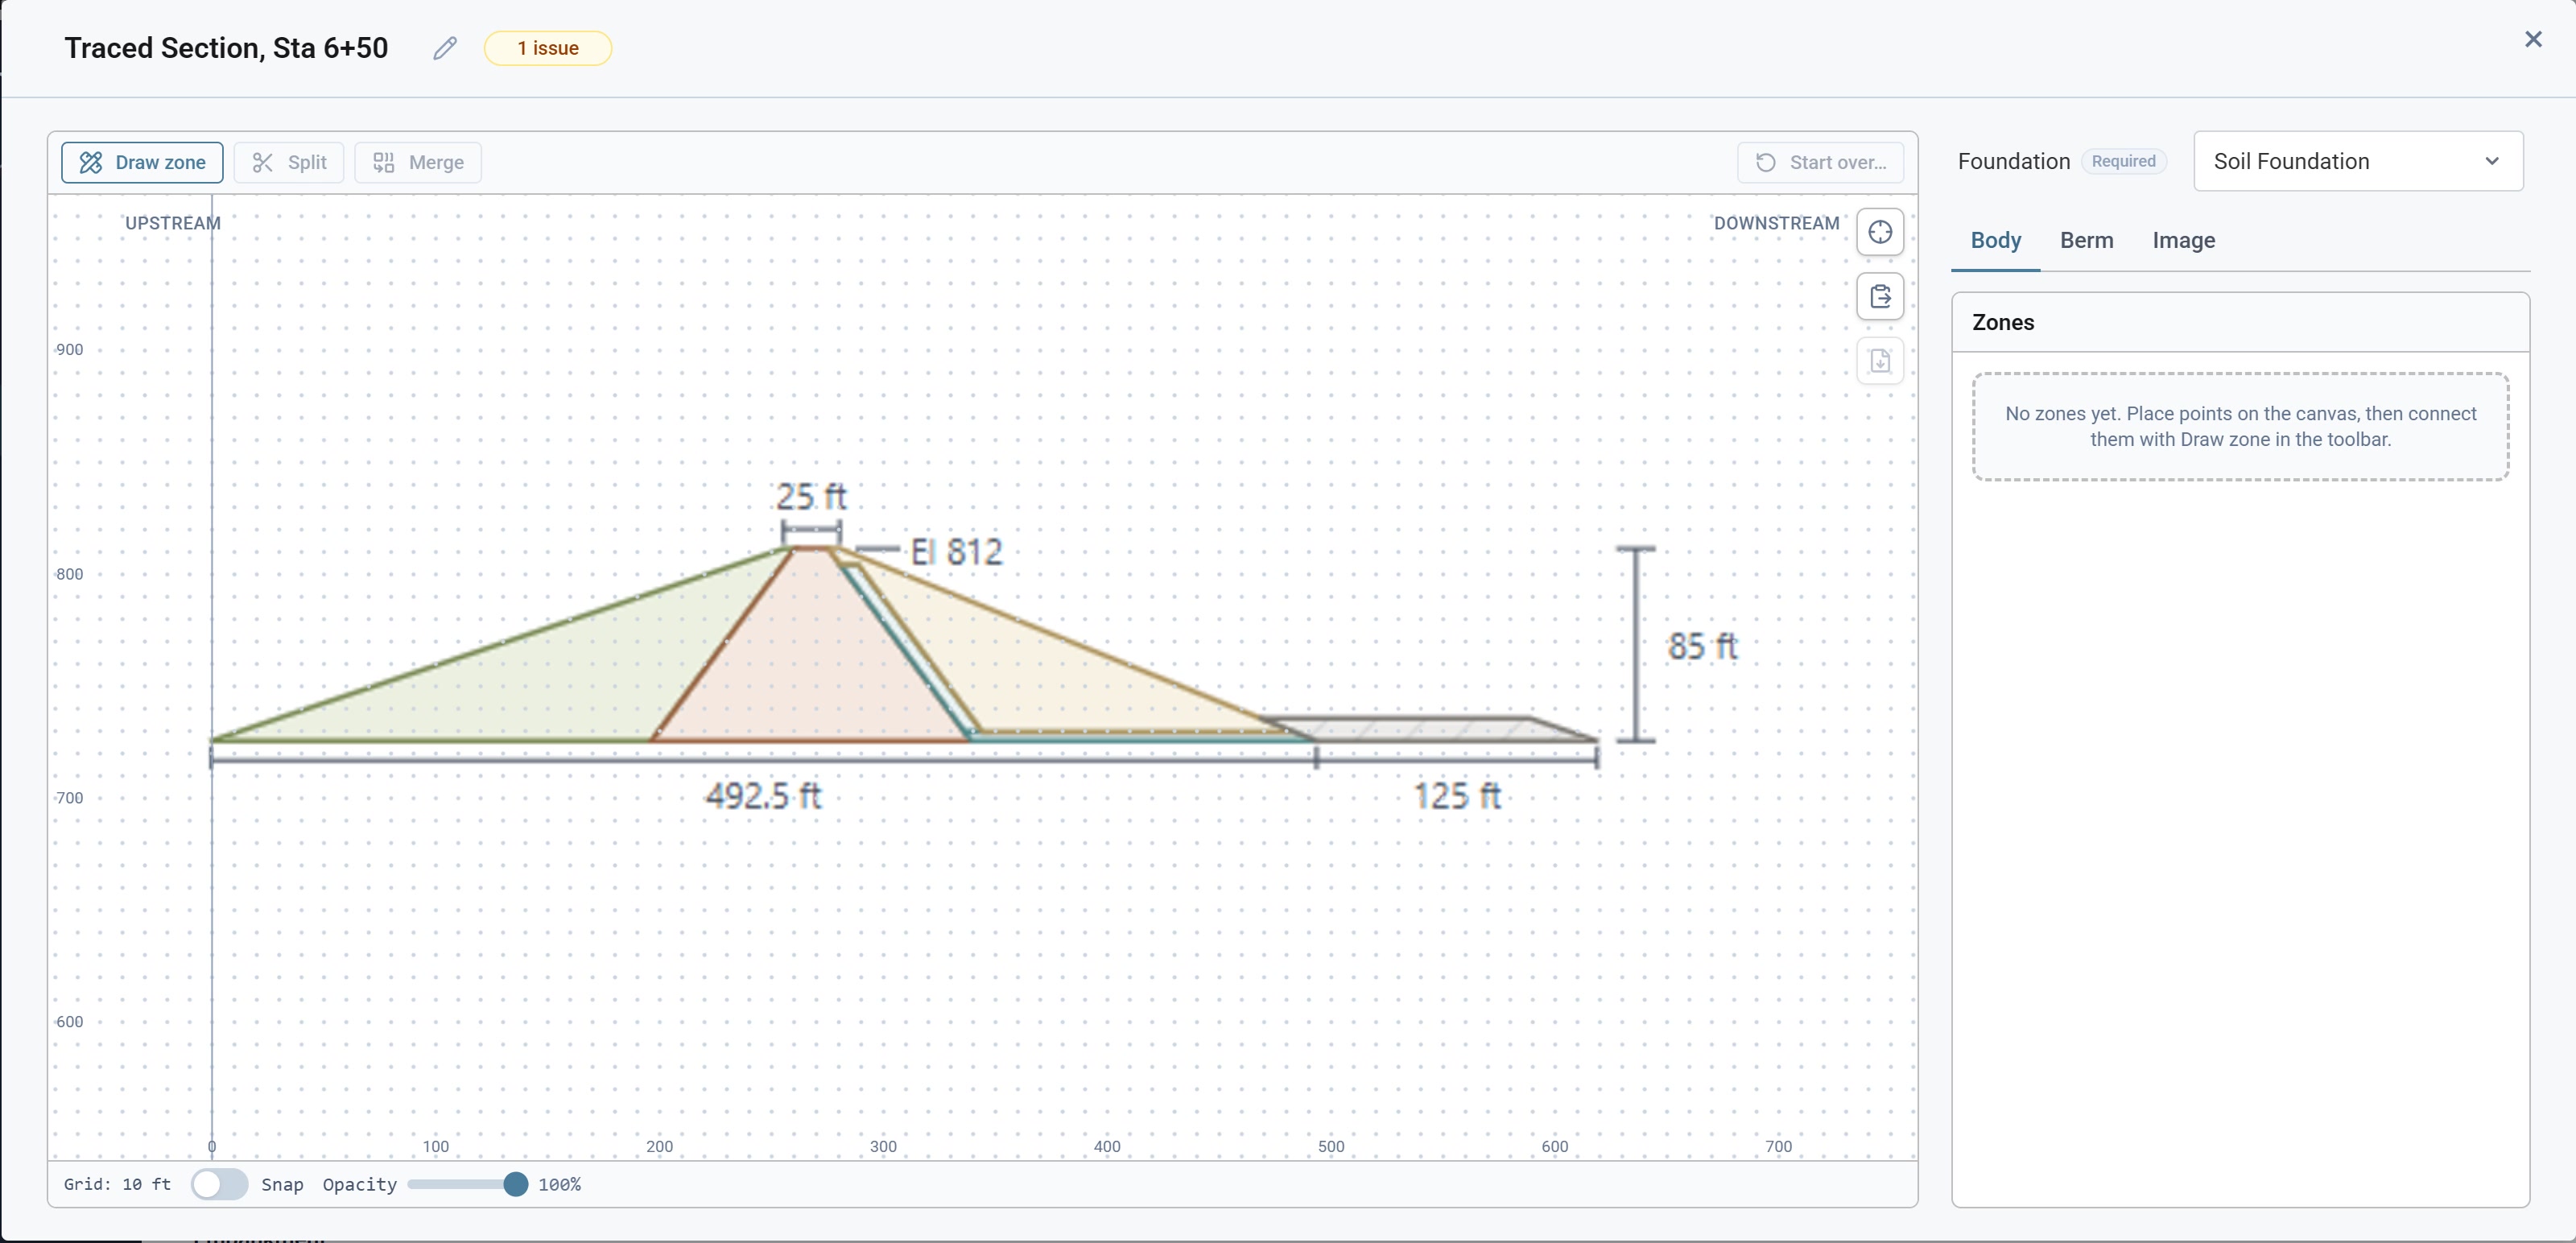 Traced Section, Sta 6+50
1 issue
Draw zone
Split
Merge
Start over...
Foundation
Required
Soil Foundation
UPSTREAM
DOWNSTREAM
Body
Berm
Image
Zones
No zones yet. Place points on the canvas, then connect
them with Draw zone in the toolbar.
900
800
700
600
25 ft
El 812
85 ft
492.5 ft
125 ft
0
100
200
300
400
500
600
700
Grid: 10 ft
Snap
Opacity
100%